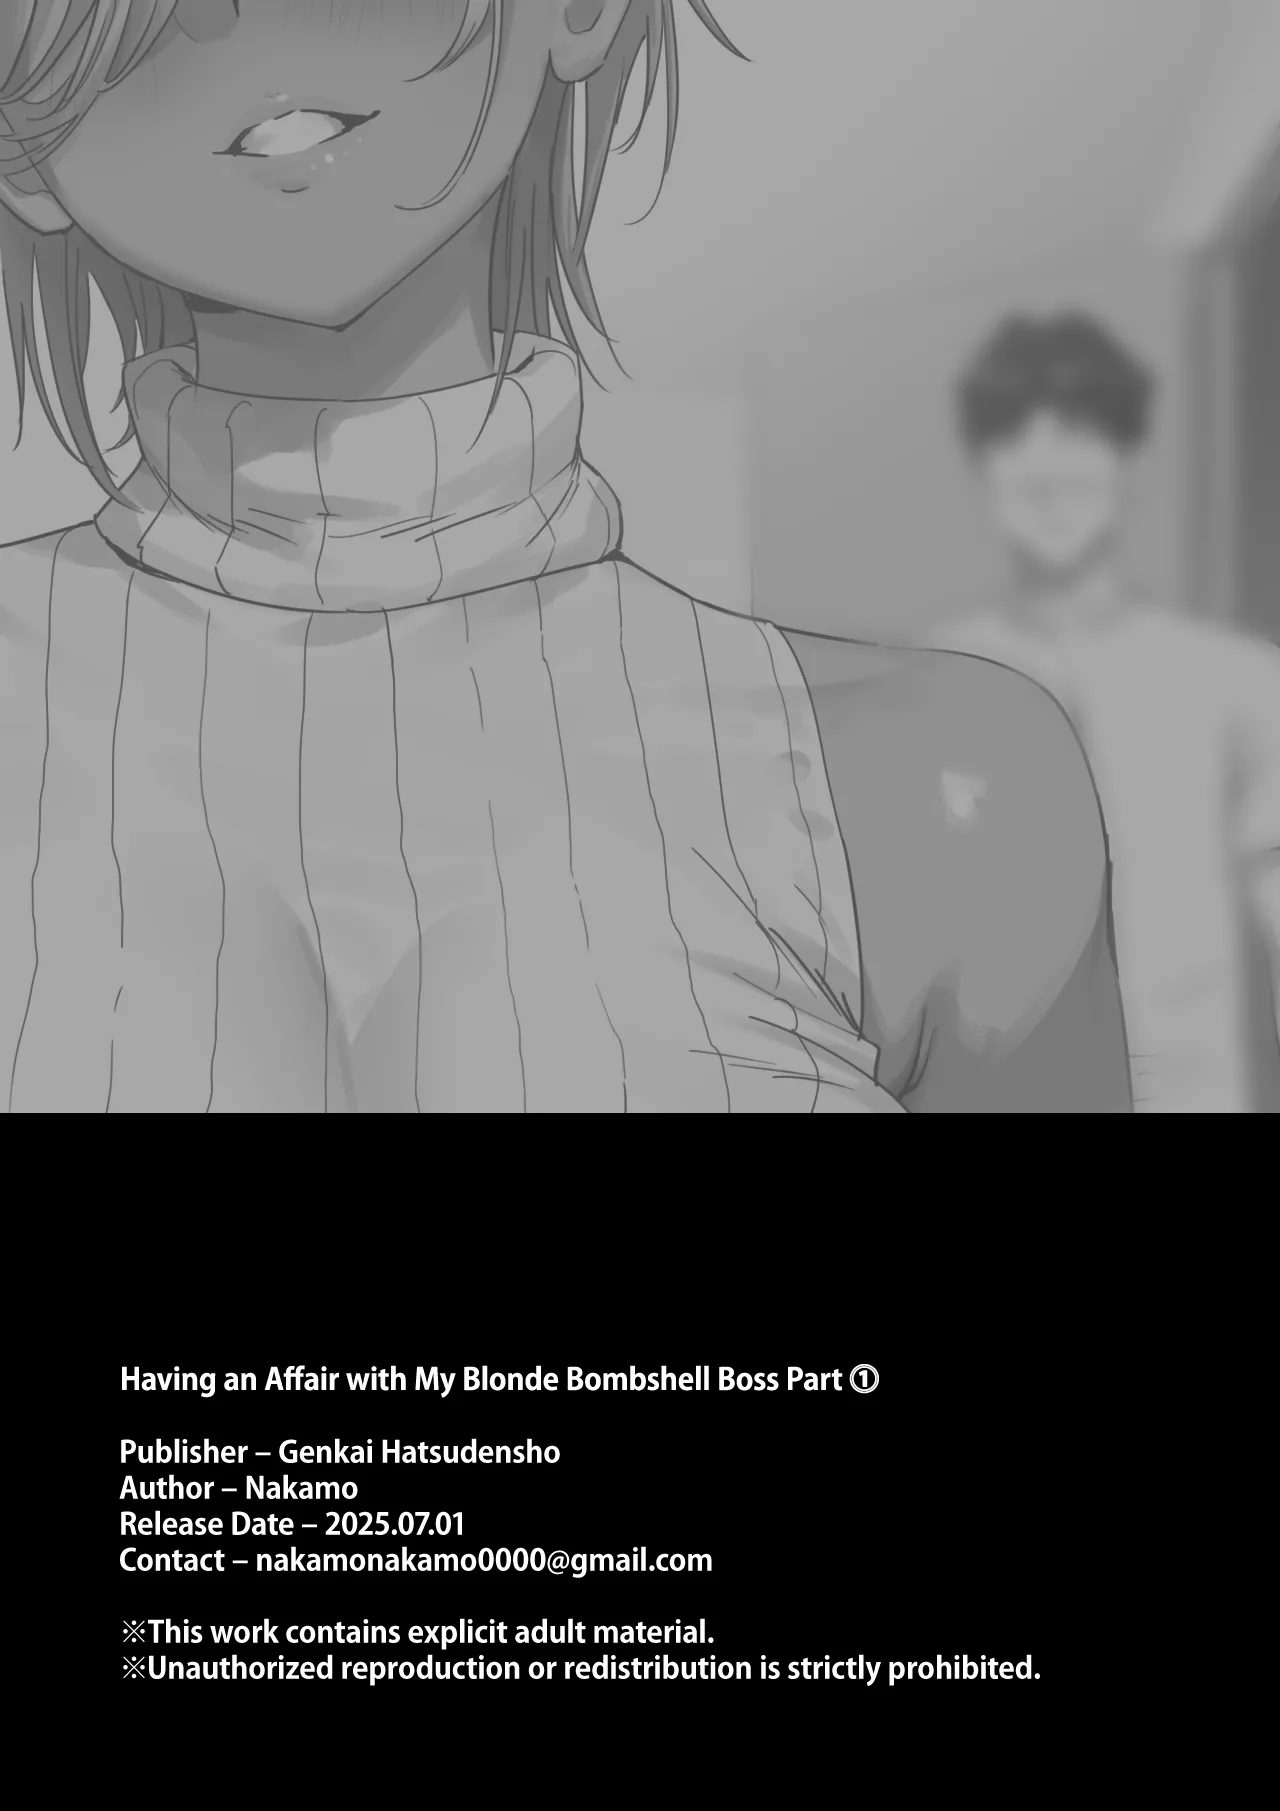 Having an Affair with My Blonde Bombshell Boss Part ①
Publisher – Genkai Hatsudensho
Author – Nakamo
Release Date – 2025.07.01
Contact – nakamonakamo0000@gmail.com
※This work contains explicit adult material.
※Unauthorized reproduction or redistribution is strictly prohibited.